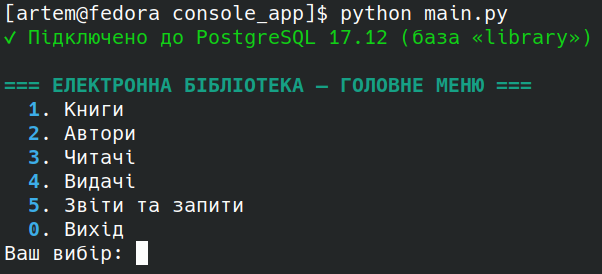 [artem@fedora console_app]$ python main.py
✓ Підключено до PostgreSQL 17.12 (база «library»)
=== ЕЛЕКТРОННА БІБЛІОТЕКА — ГОЛОВНЕ МЕНЮ ===
1. Книги
2. Автори
3. Читачі
4. Видачі
5. Звіти та запити
0. Вихід
Ваш вибір: